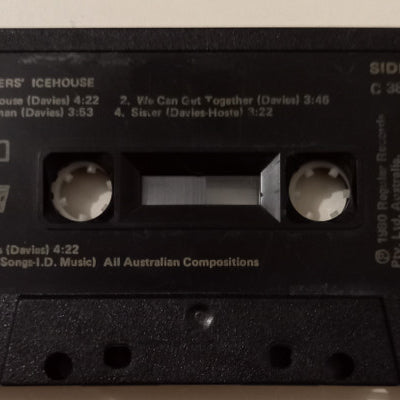 ERS' ICEHOUSE
SIDE
ouse (Davies) 4:22 2. We Can Get Together (Davies) 3:46
C 38
man (Davies) 3:53 4. Sister (Davies-Hoste) 3:22
s (Davies) 4:22
Songs-I.D. Music) All Australian Compositions
℗ 1980 Regular Records
Pty. Ltd. Australia.